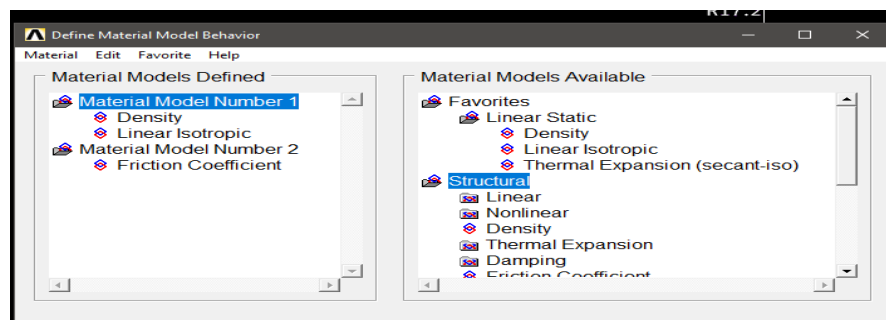 R17.2
Define Material Model Behavior
Material Edit Favorite Help
Material Models Defined
Material Model Number 1
Density
Linear Isotropic
Material Model Number 2
Friction Coefficient
Material Models Available
Favorites
Linear Static
Density
Linear Isotropic
Thermal Expansion (secant-iso)
Structural
Linear
Nonlinear
Density
Thermal Expansion
Damping
Friction Coefficient